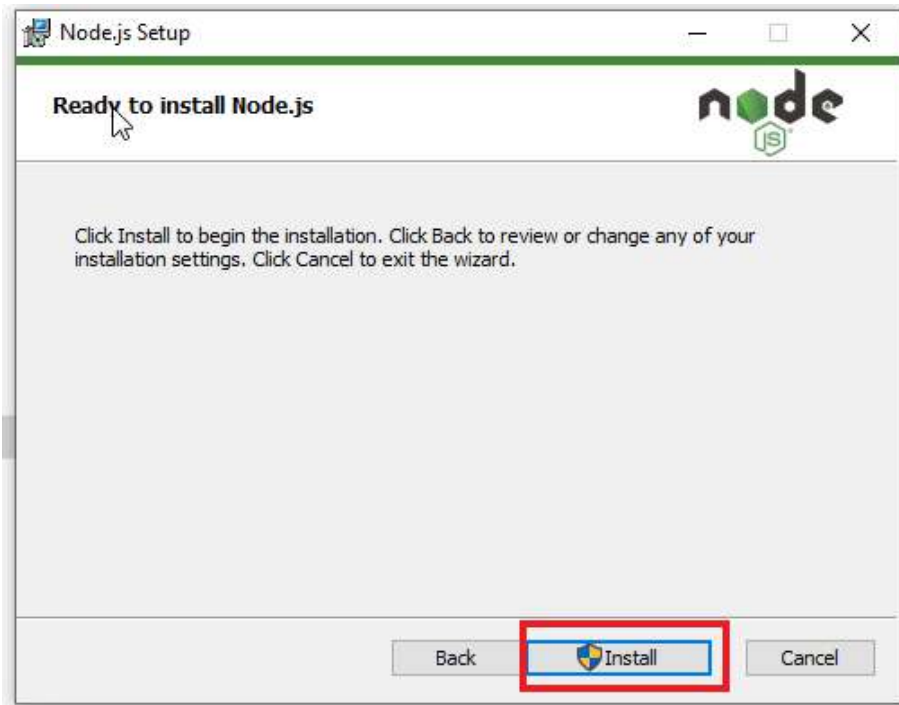 Node.js Setup
Ready to install Node.js
node
JS
Click Install to begin the installation. Click Back to review or change any of your
installation settings. Click Cancel to exit the wizard.
Back
Install
Cancel